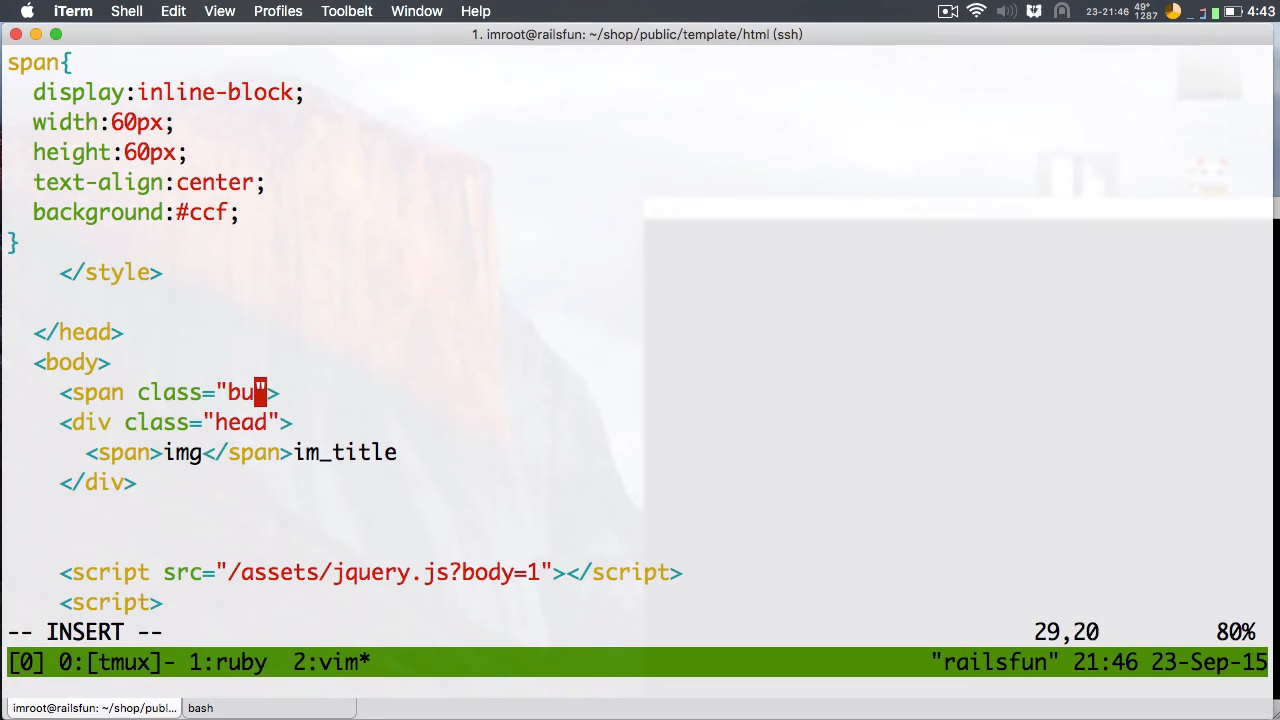 iTerm Shell Edit View Profiles Toolbelt Window Help 23-21:46 49° 1287 4:43
1. imroot@railsfun: ~/shop/public/template/html (ssh)
span{
display:inline-block;
width:60px;
height:60px;
text-align:center;
background:#ccf;
}
</style>
</head>
<body>
<span class="bu">
<div class="head">
<span>img</span>im_title
</div>
<script src="/assets/jquery.js?body=1"></script>
<script>
-- INSERT -- 29,20 80%
[0] 0:[tmux]- 1:ruby 2:vim* "railsfun" 21:46 23-Sep-15
imroot@railsfun: ~/shop/publ... bash